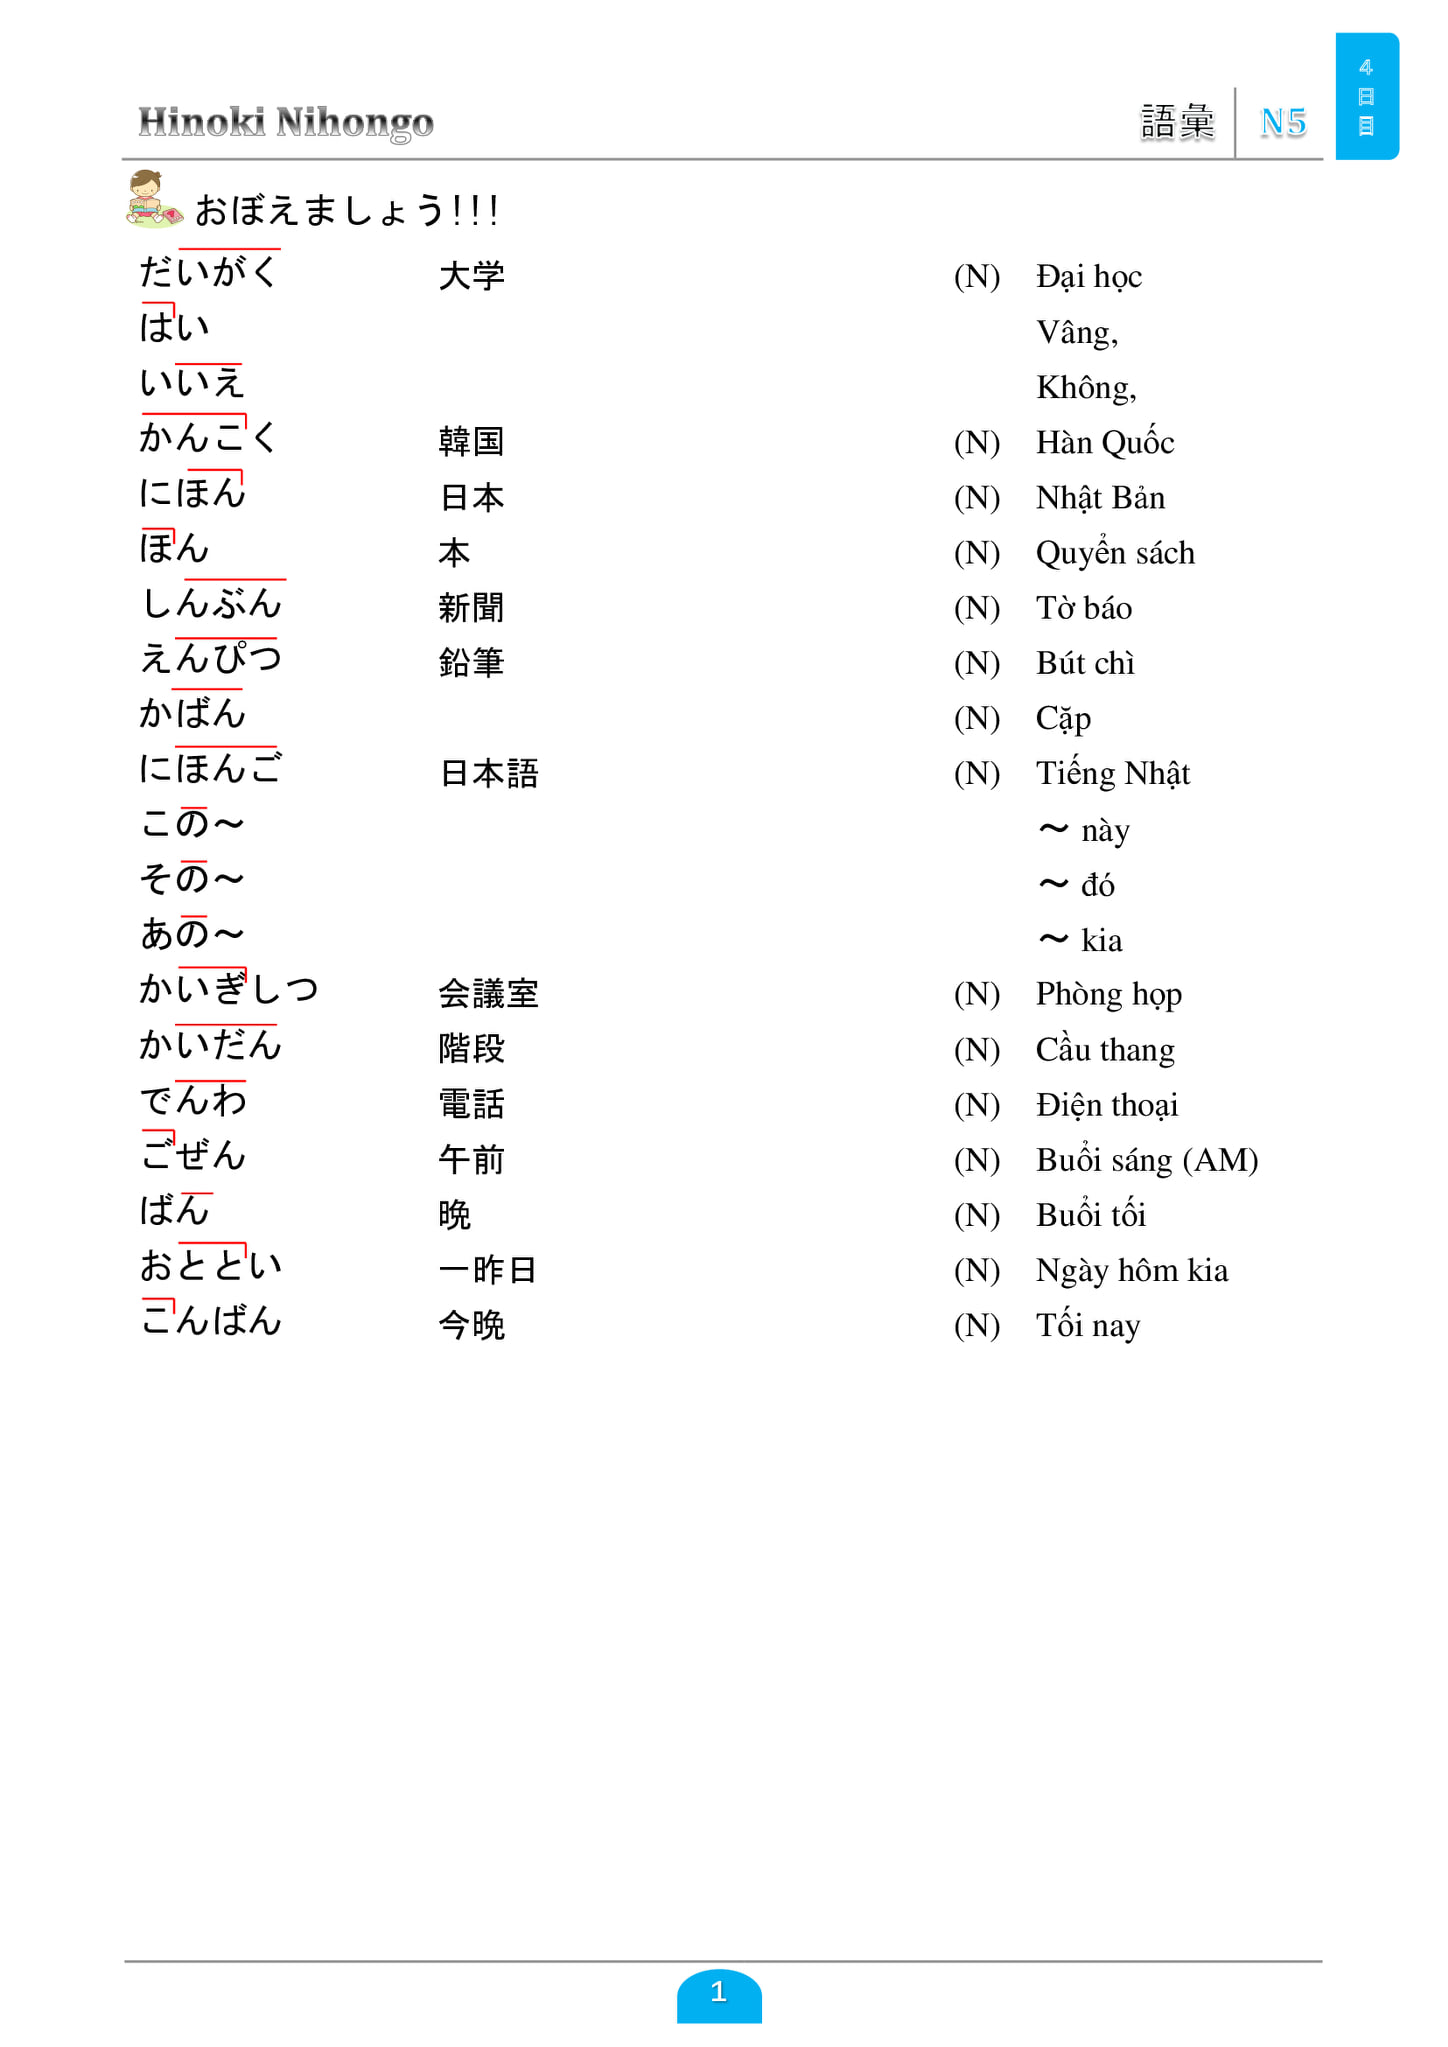 Hinoki Nihongo
語彙 N5
4日目
おぼえましょう!!!
だいがく 大学 (N) Đại học
はい Vâng,
いいえ Không,
かんこく 韓国 (N) Hàn Quốc
にほん 日本 (N) Nhật Bản
ほん 本 (N) Quyển sách
しんぶん 新聞 (N) Tờ báo
えんぴつ 鉛筆 (N) Bút chì
かばん (N) Cặp
にほんご 日本語 (N) Tiếng Nhật
この～ ～ này
その～ ～ đó
あの～ ～ kia
かいぎしつ 会議室 (N) Phòng họp
かいだん 階段 (N) Cầu thang
でんわ 電話 (N) Điện thoại
ごぜん 午前 (N) Buổi sáng (AM)
ばん 晩 (N) Buổi tối
おととい 一昨日 (N) Ngày hôm kia
こんばん 今晩 (N) Tối nay
1